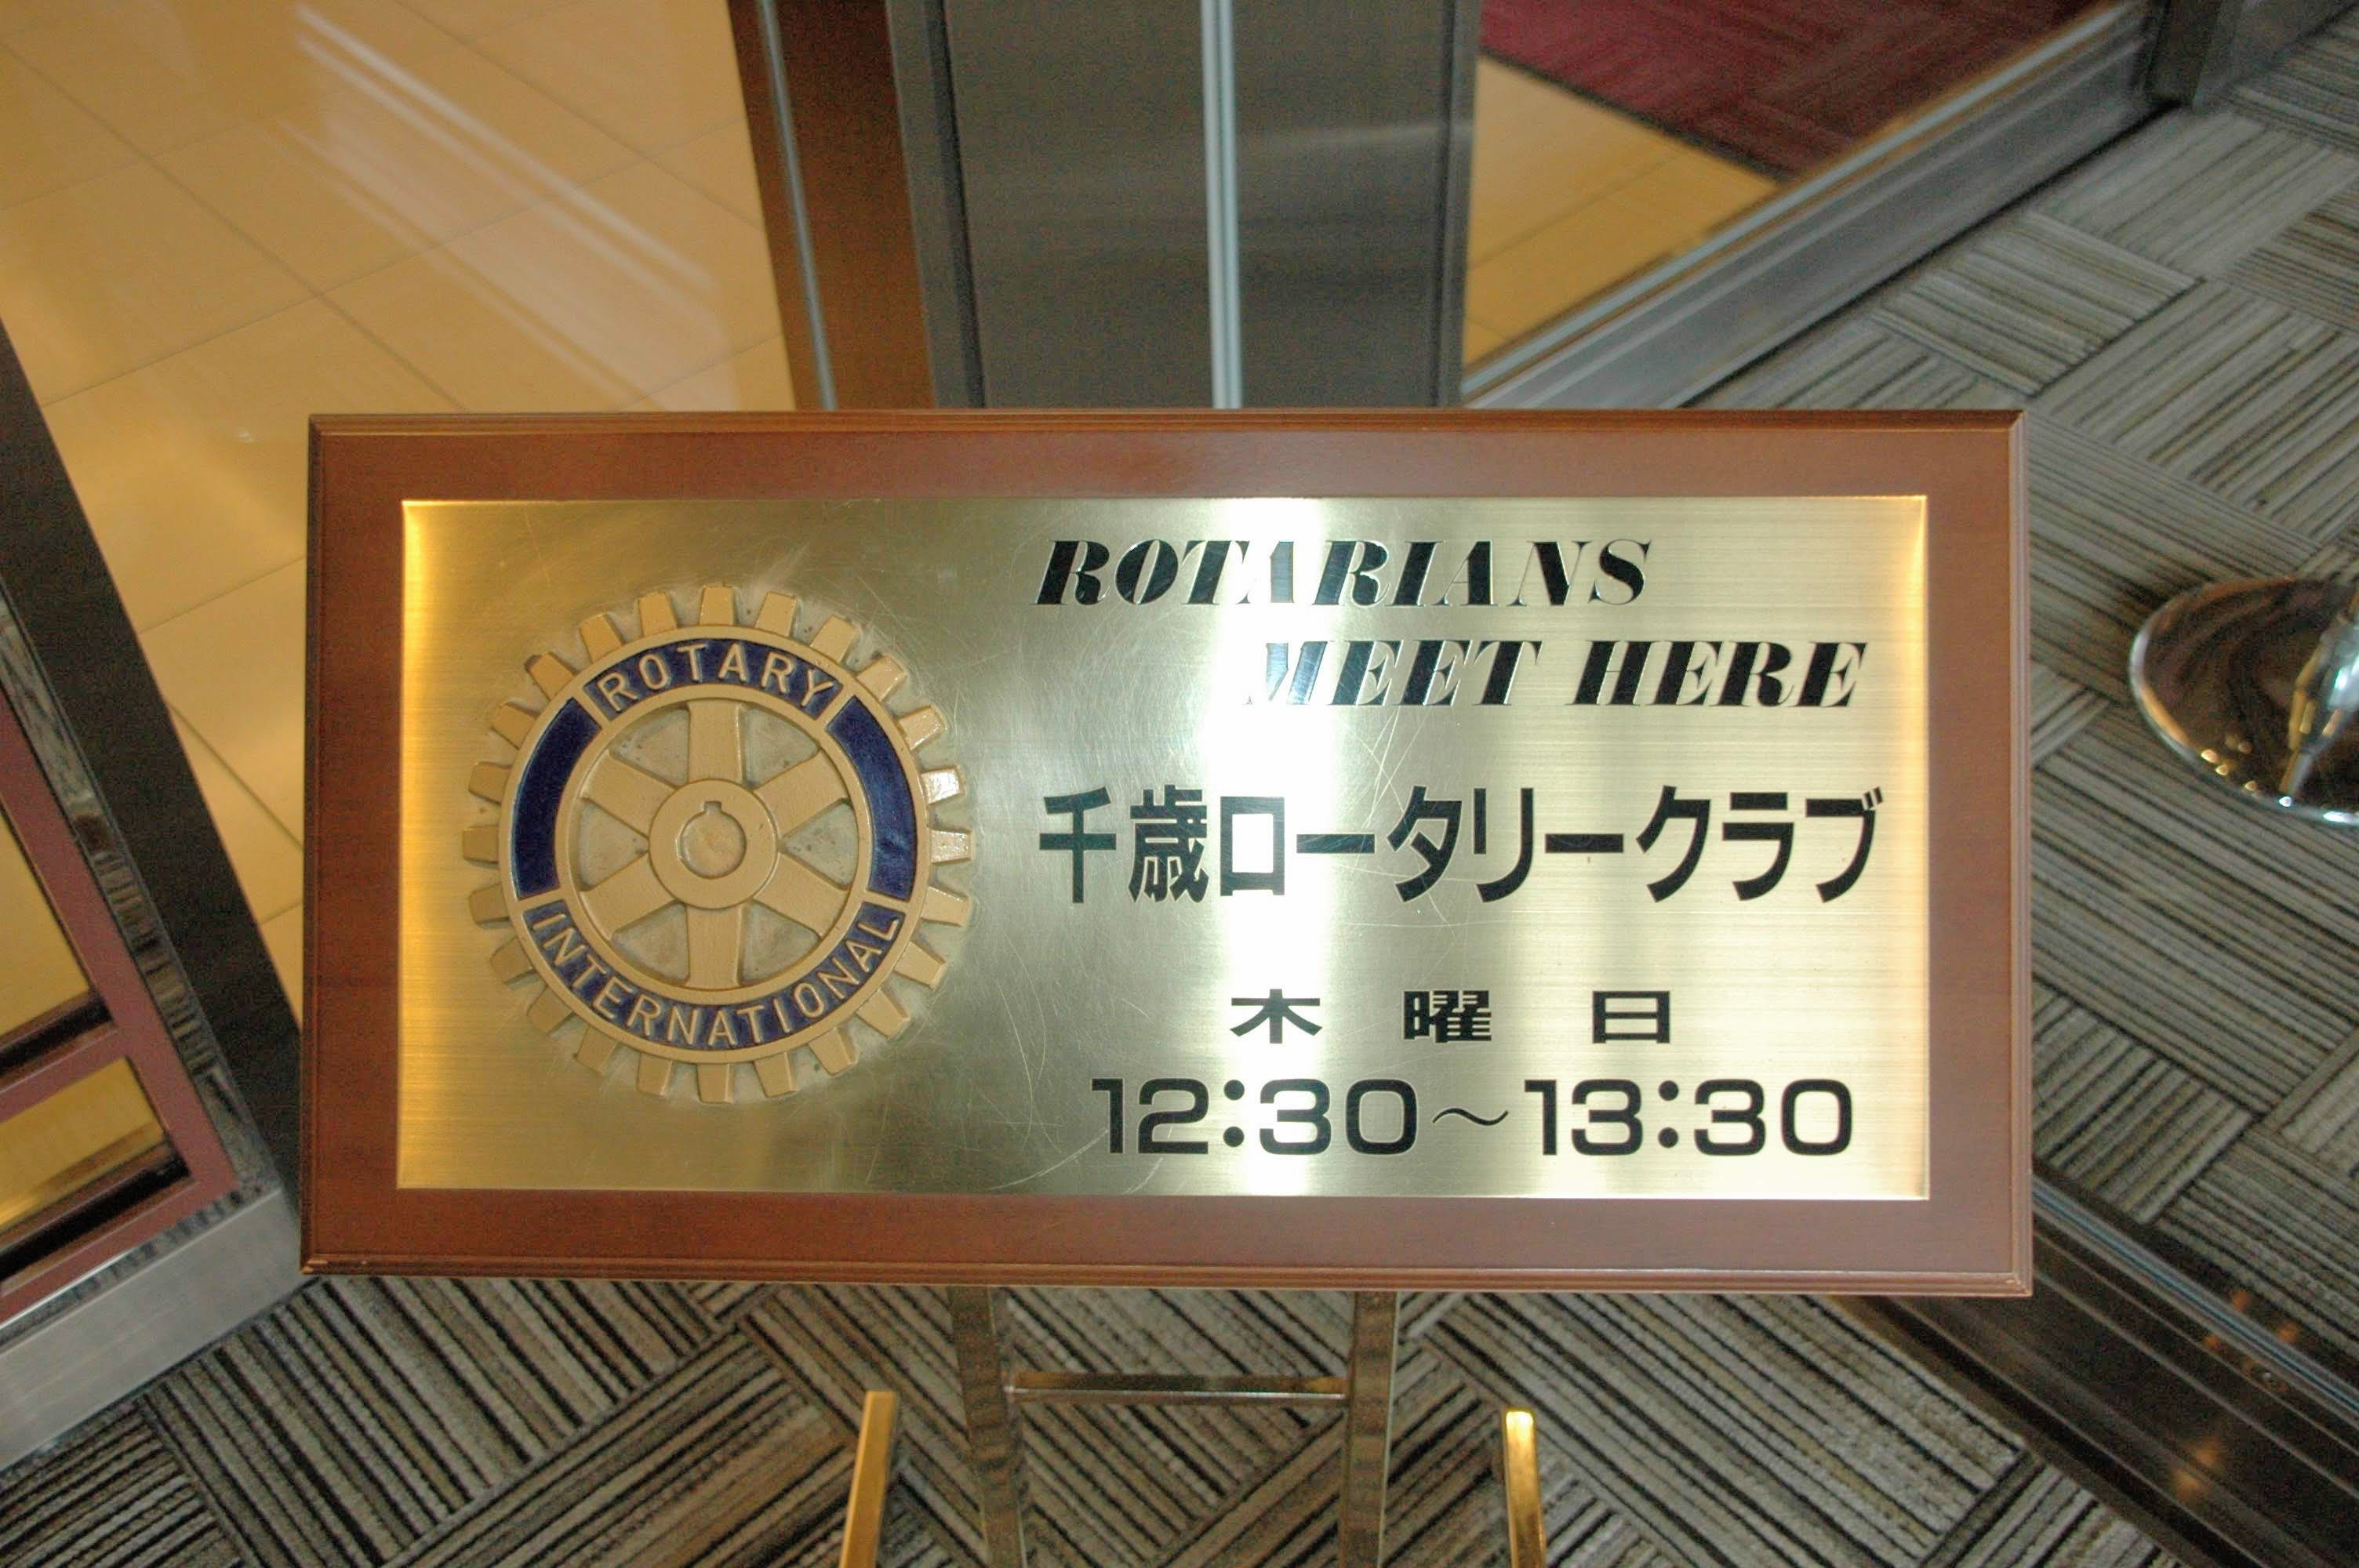 ROTARY
INTERNATIONAL
ROTARIANS
MEET HERE
千歳ロータリークラブ
木曜日
12:30～13:30